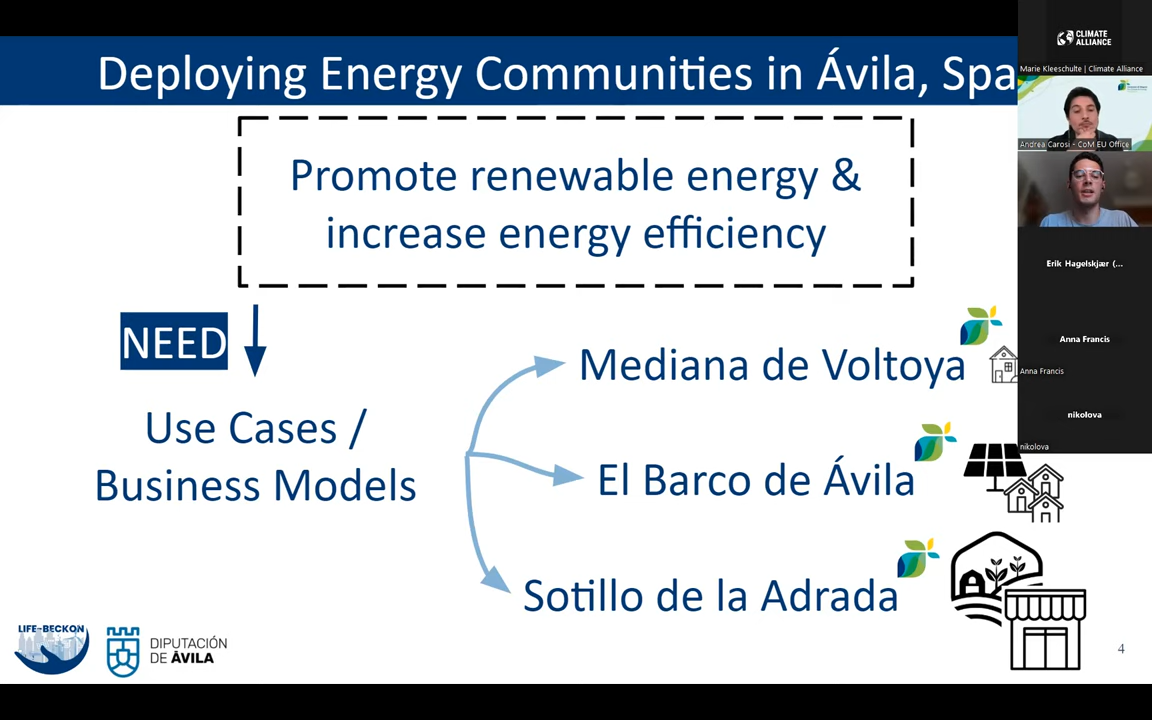 Deploying Energy Communities in Ávila, Spa
Promote renewable energy &
increase energy efficiency
NEED
Use Cases /
Business Models
Mediana de Voltoya
El Barco de Ávila
Sotillo de la Adrada
LIFE-BECKON
DIPUTACIÓN
DE ÁVILA
4
CLIMATE
ALLIANCE
Marie Kleeschulte | Climate Alliance
Andrea Carosi - CoM EU Office
Erik Hagelskjær (...
Anna Francis
Anna Francis
nikolova
nikolova